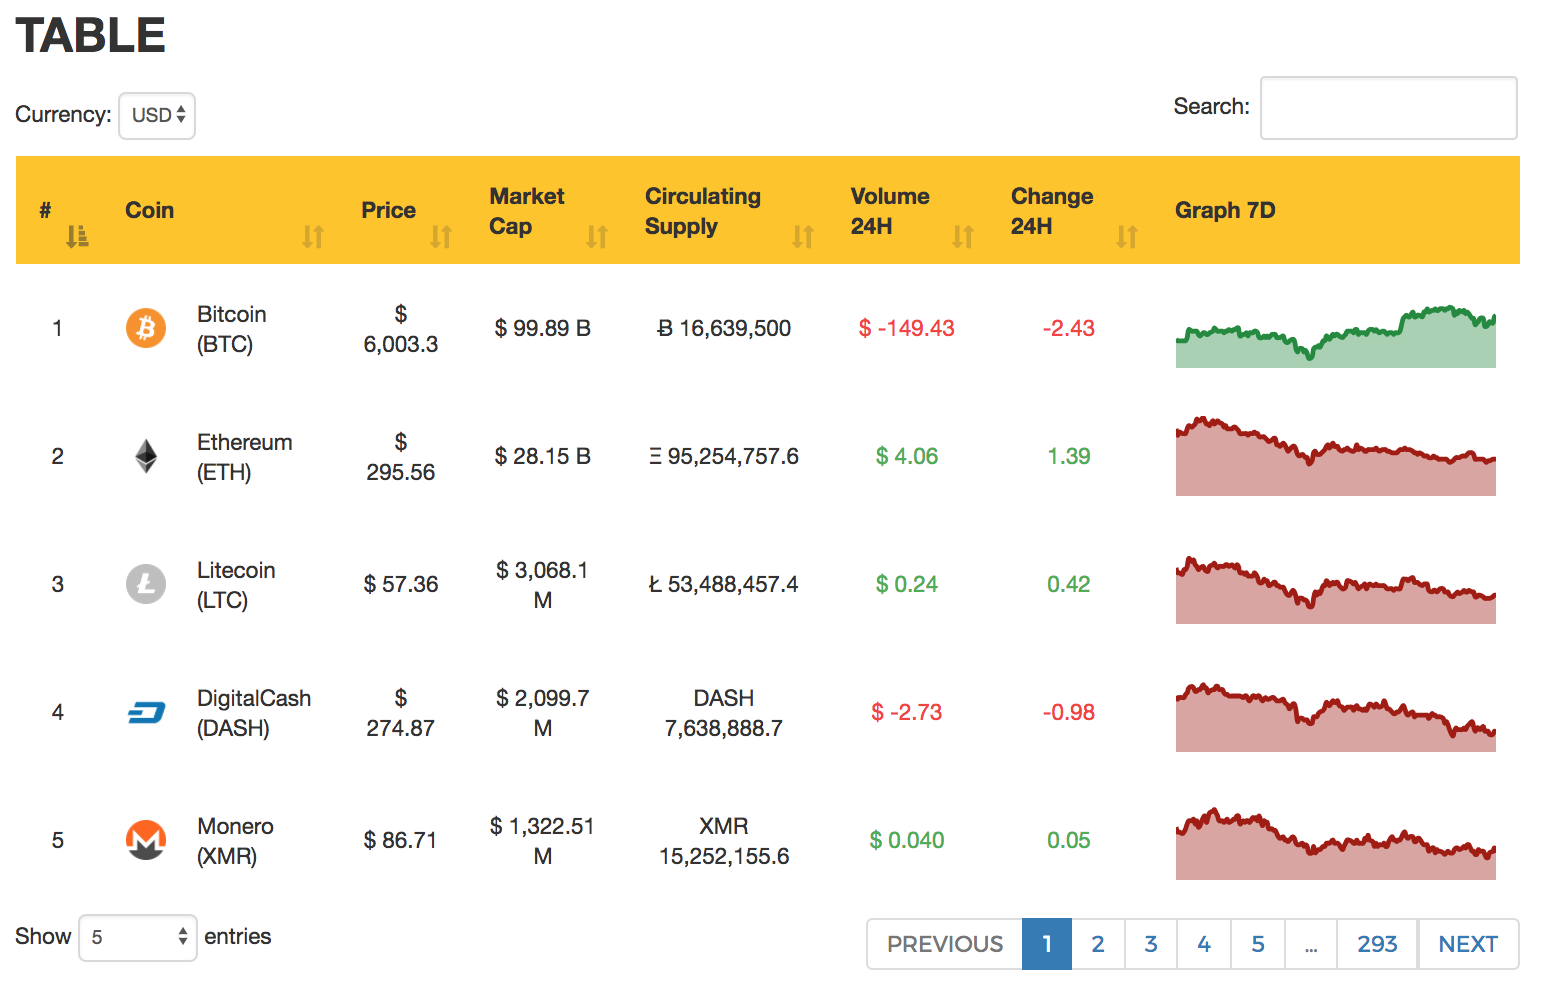 TABLE
Currency: USD
Search:
# Coin Price Market Cap Circulating Supply Volume 24H Change 24H Graph 7D
1 Bitcoin (BTC) $ 6,003.3 $ 99.89 B Ƀ 16,639,500 $ -149.43 -2.43
2 Ethereum (ETH) $ 295.56 $ 28.15 B Ξ 95,254,757.6 $ 4.06 1.39
3 Litecoin (LTC) $ 57.36 $ 3,068.1 M Ł 53,488,457.4 $ 0.24 0.42
4 DigitalCash (DASH) $ 274.87 $ 2,099.7 M DASH 7,638,888.7 $ -2.73 -0.98
5 Monero (XMR) $ 86.71 $ 1,322.51 M XMR 15,252,155.6 $ 0.040 0.05
Show 5 entries
PREVIOUS 1 2 3 4 5 ... 293 NEXT